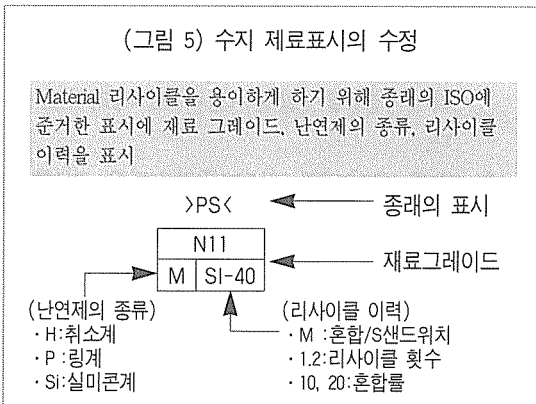 (그림 5) 수지 제료표시의 수정
Material 리사이클을 용이하게 하기 위해 종래의 ISO에
준거한 표시에 재료 그레이드, 난연제의 종류, 리사이클
이력을 표시
>PS< 종래의 표시
N11
M SI-40 재료그레이드
(난연제의 종류)
· H:취소계
· P :링계
· Si:실미콘계
(리사이클 이력)
· M :혼합/S샌드위치
· 1.2:리사이클 횟수
· 10, 20:혼합률